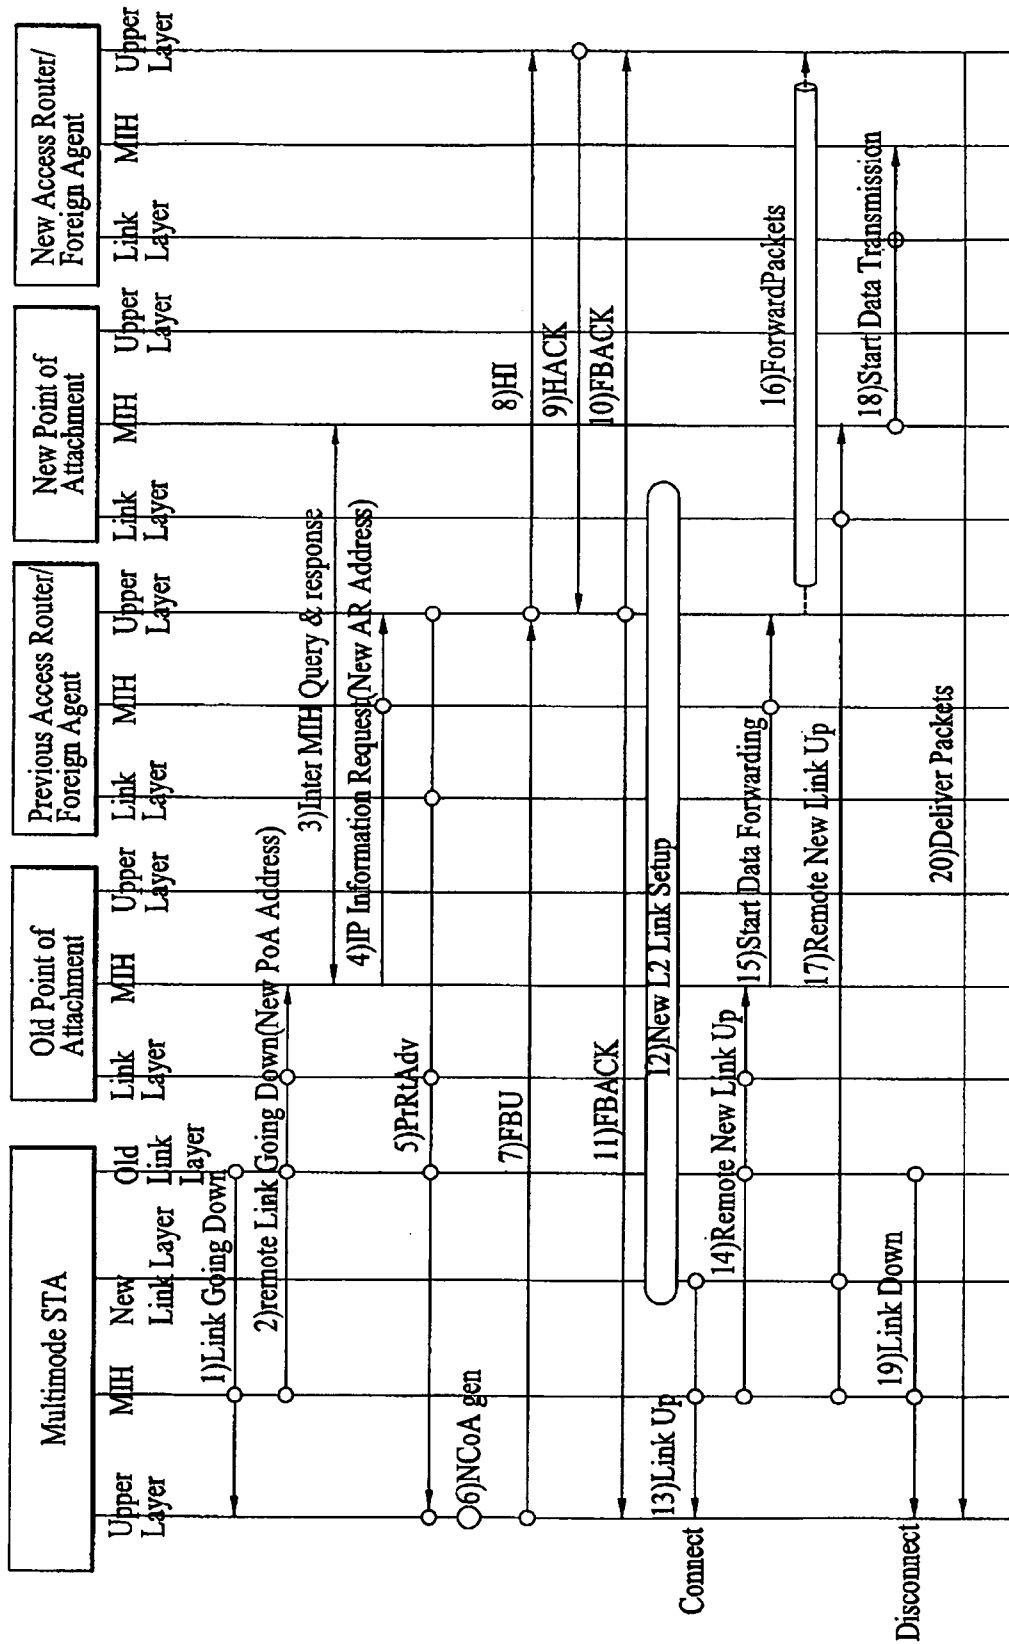 Multimode STA
Old Point of
Attachment
Previous Access Router/
Foreign Agent
New Point of
Attachment
New Access Router/
Foreign Agent
Upper
Layer
MIH
New
Link Layer
Old
Link
Layer
Link
Layer
MIH
Upper
Layer
Link
Layer
MIH
Upper
Layer
Link
Layer
MIH
Upper
Layer
Link
Layer
MIH
Upper
Layer
1)Link Going Down
2)remote Link Going Down(New PoA Address)
3)Inter MIH Query & response
4)IP Information Request(New AR Address)
5)PrRtAdv
6)NCoA gen
7)FBU
8)HI
9)HACK
10)FBACK
11)FBACK
12)New L2 Link Setup
Connect
13)Link Up
14)Remote New Link Up
15)Start Data Forwarding
16)ForwardPackets
17)Remote New Link Up
18)Start Data Transmission
Disconnect
19)Link Down
20)Deliver Packets